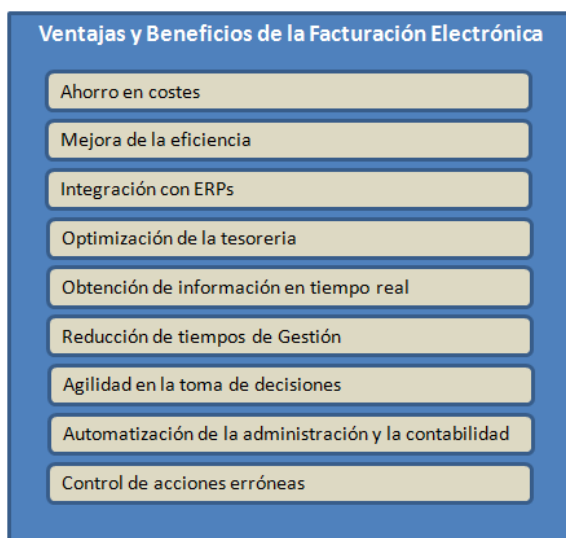 Ventajas y Beneficios de la Facturación Electrónica
Ahorro en costes
Mejora de la eficiencia
Integración con ERPs
Optimización de la tesoreria
Obtención de información en tiempo real
Reducción de tiempos de Gestión
Agilidad en la toma de decisiones
Automatización de la administración y la contabilidad
Control de acciones erróneas